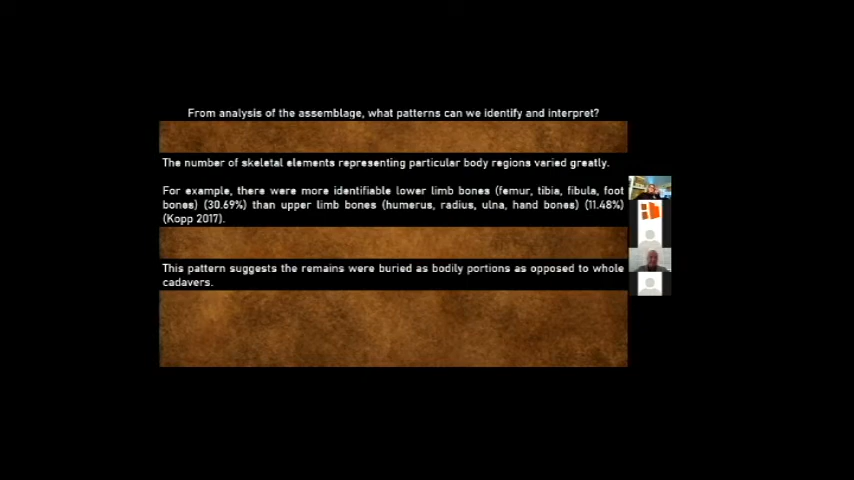 From analysis of the assemblage, what patterns can we identify and interpret?
The number of skeletal elements representing particular body regions varied greatly.
For example, there were more identifiable lower limb bones (femur, tibia, fibula, foot
bones) (30.69%) than upper limb bones (humerus, radius, ulna, hand bones) (11.48%)
(Kopp 2017).
This pattern suggests the remains were buried as bodily portions as opposed to whole
cadavers.